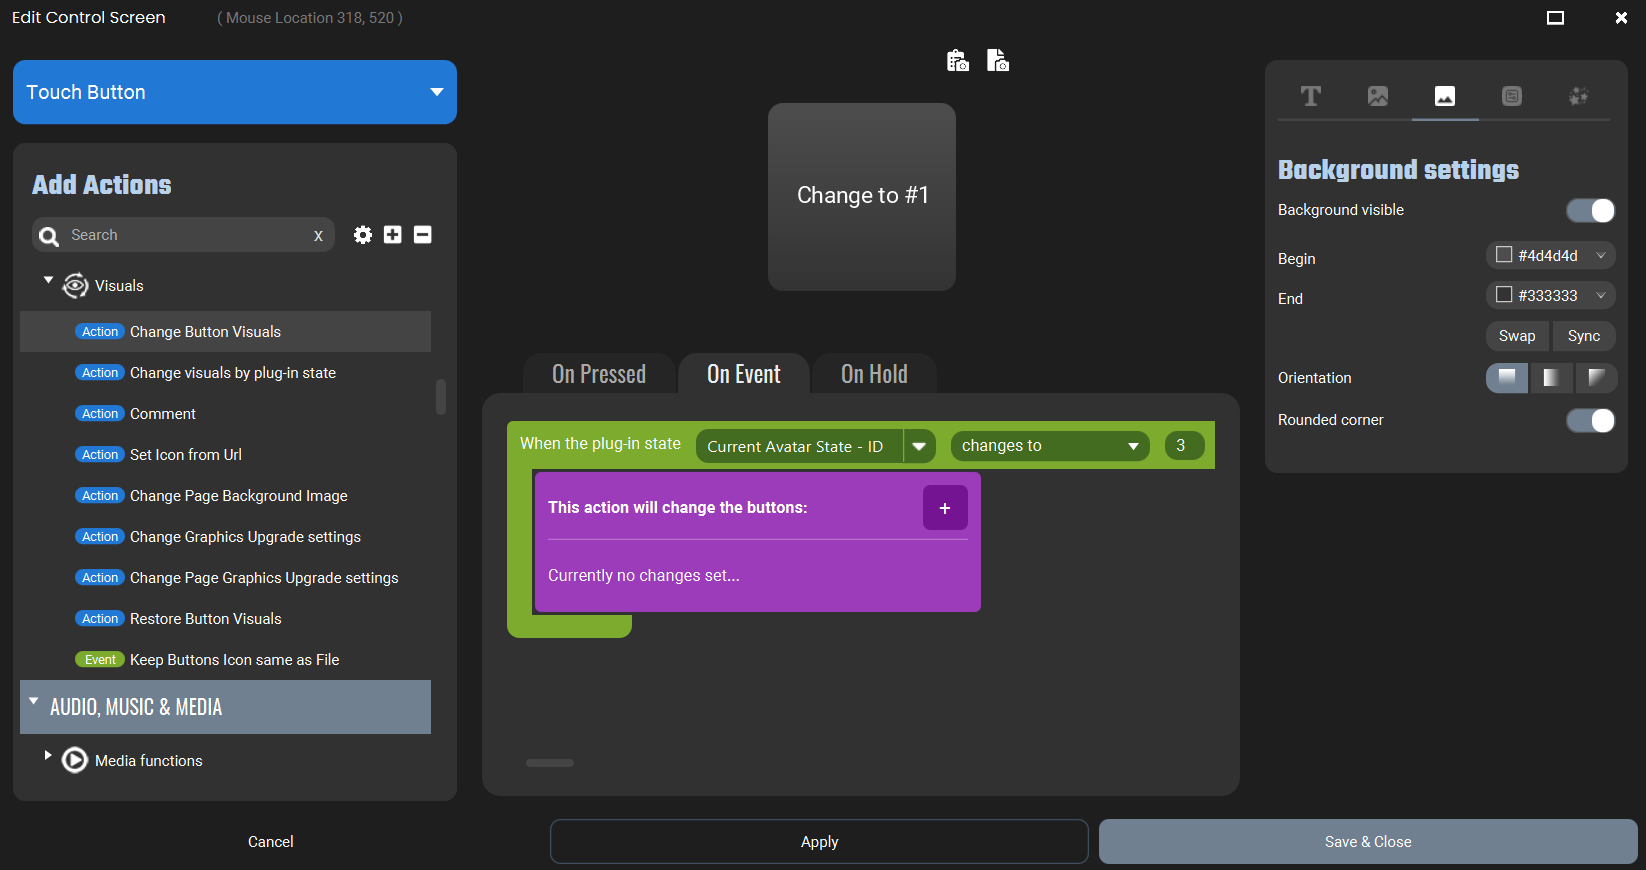 Edit Control Screen
( Mouse Location 318, 520 )
Touch Button
Add Actions
Search
x
Visuals
Action Change Button Visuals
Action Change visuals by plug-in state
Action Comment
Action Set Icon from Url
Action Change Page Background Image
Action Change Graphics Upgrade settings
Action Change Page Graphics Upgrade settings
Action Restore Button Visuals
Event Keep Buttons Icon same as File
AUDIO, MUSIC & MEDIA
Media functions
Change to #1
On Pressed
On Event
On Hold
When the plug-in state
Current Avatar State - ID
changes to
3
This action will change the buttons:
+
Currently no changes set...
T
Background settings
Background visible
Begin
#4d4d4d
End
#333333
Swap
Sync
Orientation
Rounded corner
Cancel
Apply
Save & Close